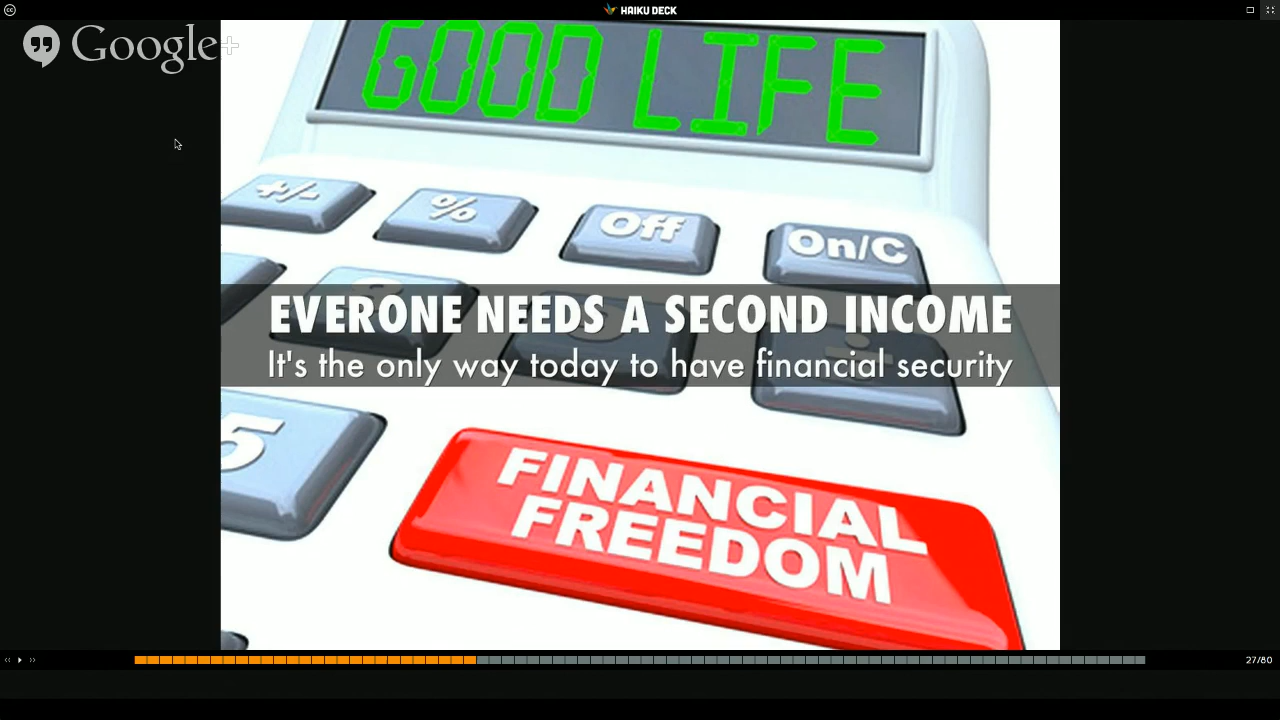 HAIKU DECK
Google+
GOOD LIFE
+/-
%
Off
On/C
EVERONE NEEDS A SECOND INCOME
It's the only way today to have financial security
5
FINANCIAL
FREEDOM
27/80